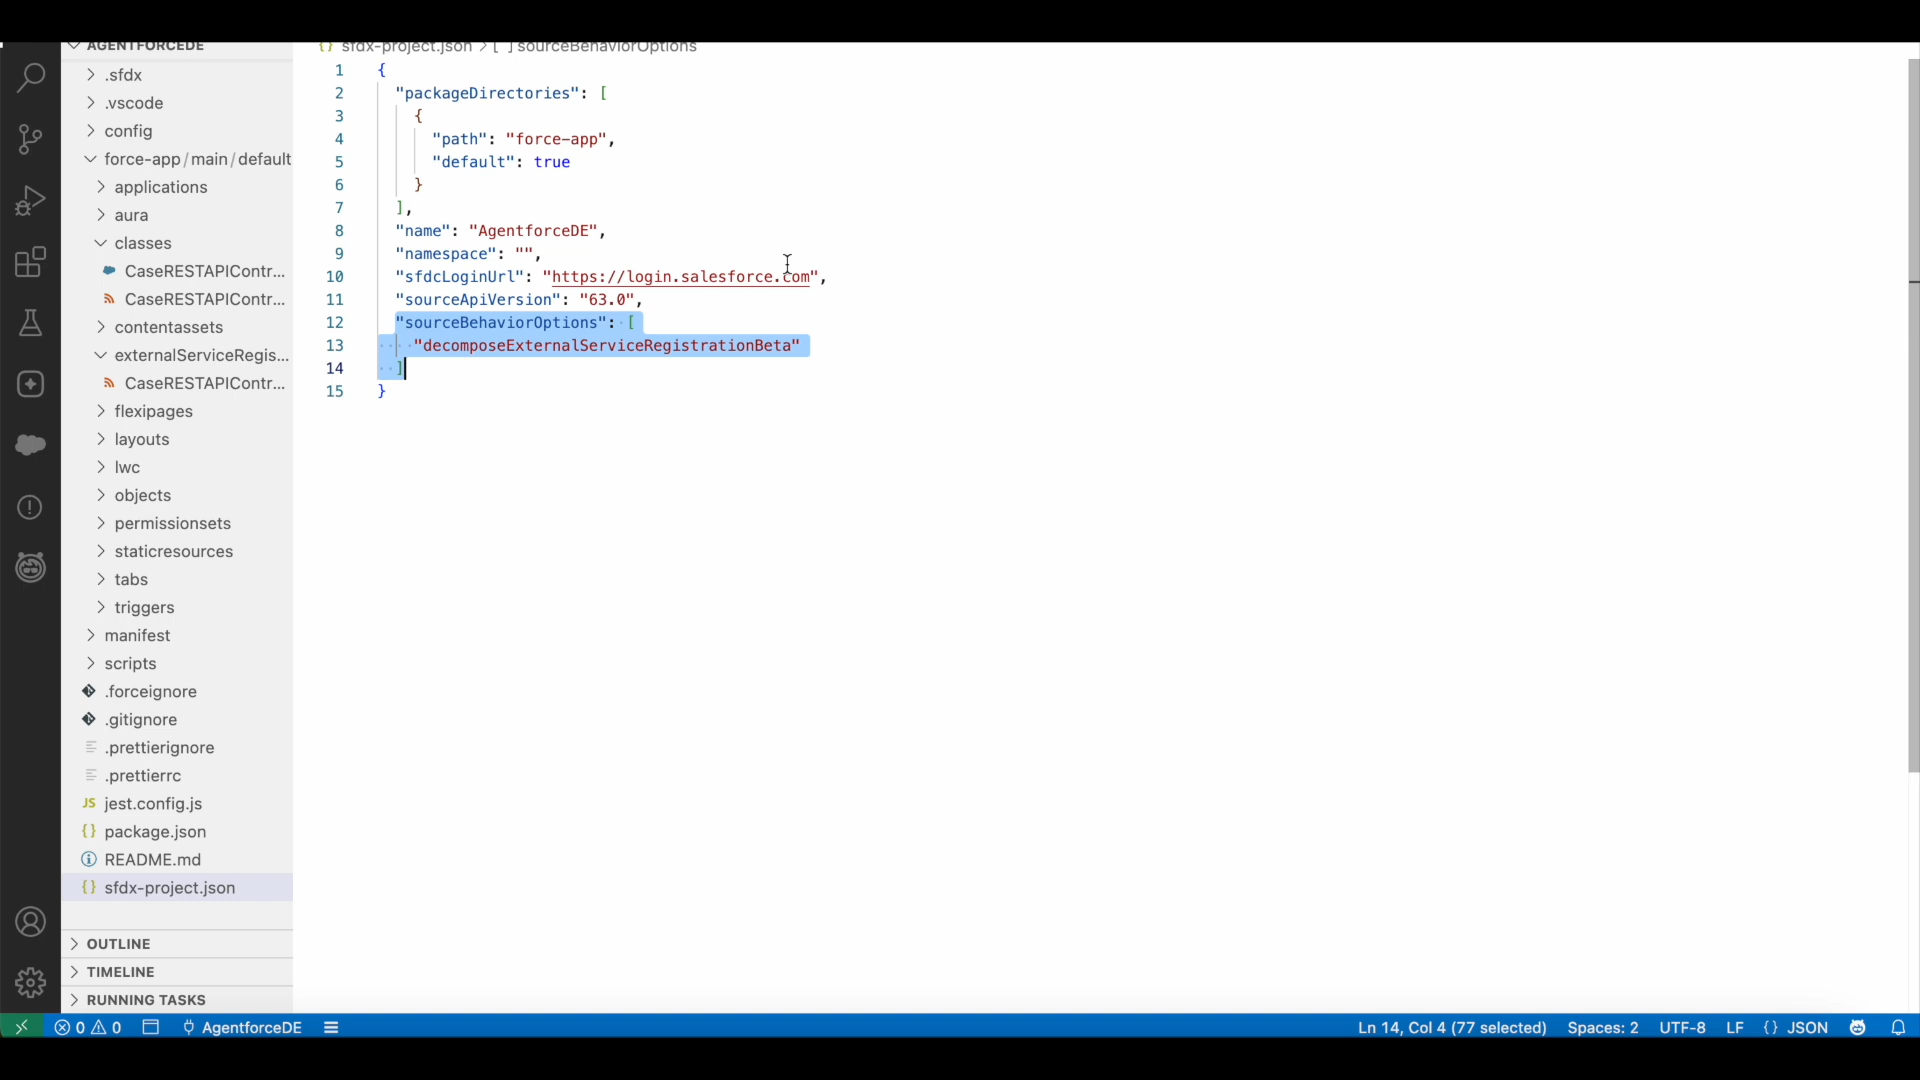 AGENTFORCEDE
.sfdx
.vscode
config
force-app/main/default
applications
aura
classes
CaseRESTAPIContr...
CaseRESTAPIContr...
contentassets
externalServiceRegis...
CaseRESTAPIContr...
flexipages
layouts
lwc
objects
permissionsets
staticresources
tabs
triggers
manifest
scripts
.forceignore
.gitignore
.prettierignore
.prettierrc
JS jest.config.js
{} package.json
README.md
{} sfdx-project.json
OUTLINE
TIMELINE
RUNNING TASKS
{} sfdx-project.json > [ ] sourceBehaviorOptions
1 {
2 "packageDirectories": [
3 {
4 "path": "force-app",
5 "default": true
6 }
7 ],
8 "name": "AgentforceDE",
9 "namespace": "",
10 "sfdcLoginUrl": "https://login.salesforce.com",
11 "sourceApiVersion": "63.0",
12 "sourceBehaviorOptions": [
13 "decomposeExternalServiceRegistrationBeta"
14 ]
15 }
0 0 AgentforceDE Ln 14, Col 4 (77 selected) Spaces: 2 UTF-8 LF {} JSON